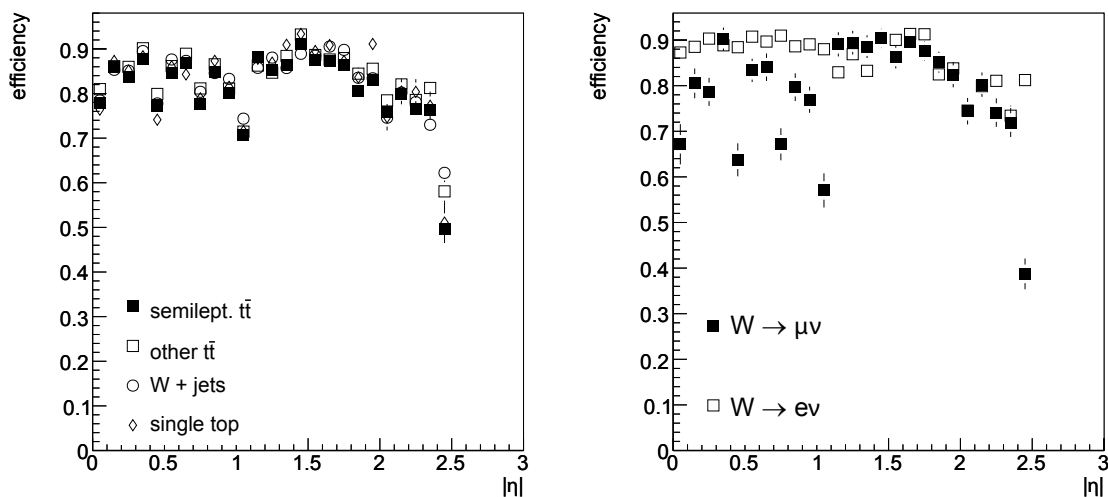 efficiency
0.9
0.8
0.7
0.6
0.5
0.4
0.3
0.2
0.1
0
semilept. tt̄
other tt̄
W + jets
single top
0 0.5 1 1.5 2 2.5 3
|η|
efficiency
0.9
0.8
0.7
0.6
0.5
0.4
0.3
0.2
0.1
0
W → μν
W → eν
0 0.5 1 1.5 2 2.5 3
|η|